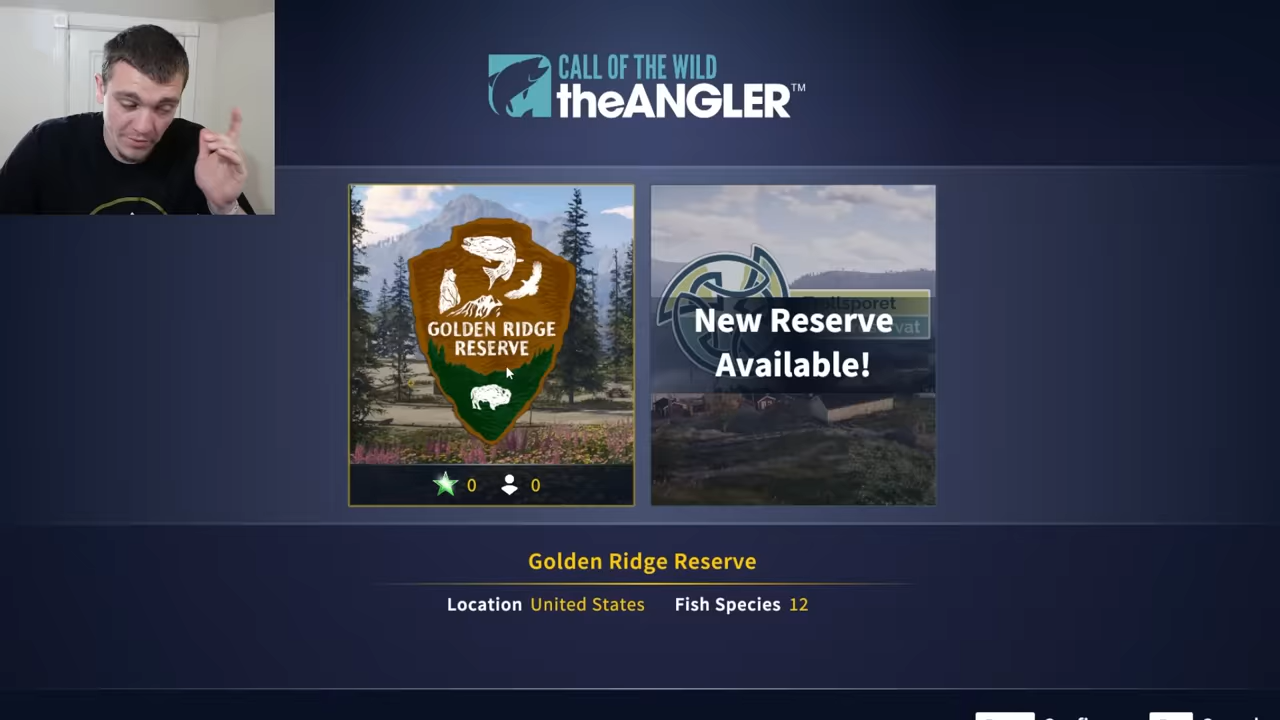 CALL OF THE WILD
theANGLER™
GOLDEN RIDGE
RESERVE
New Reserve
Available!
0 0
Golden Ridge Reserve
Location United States Fish Species 12